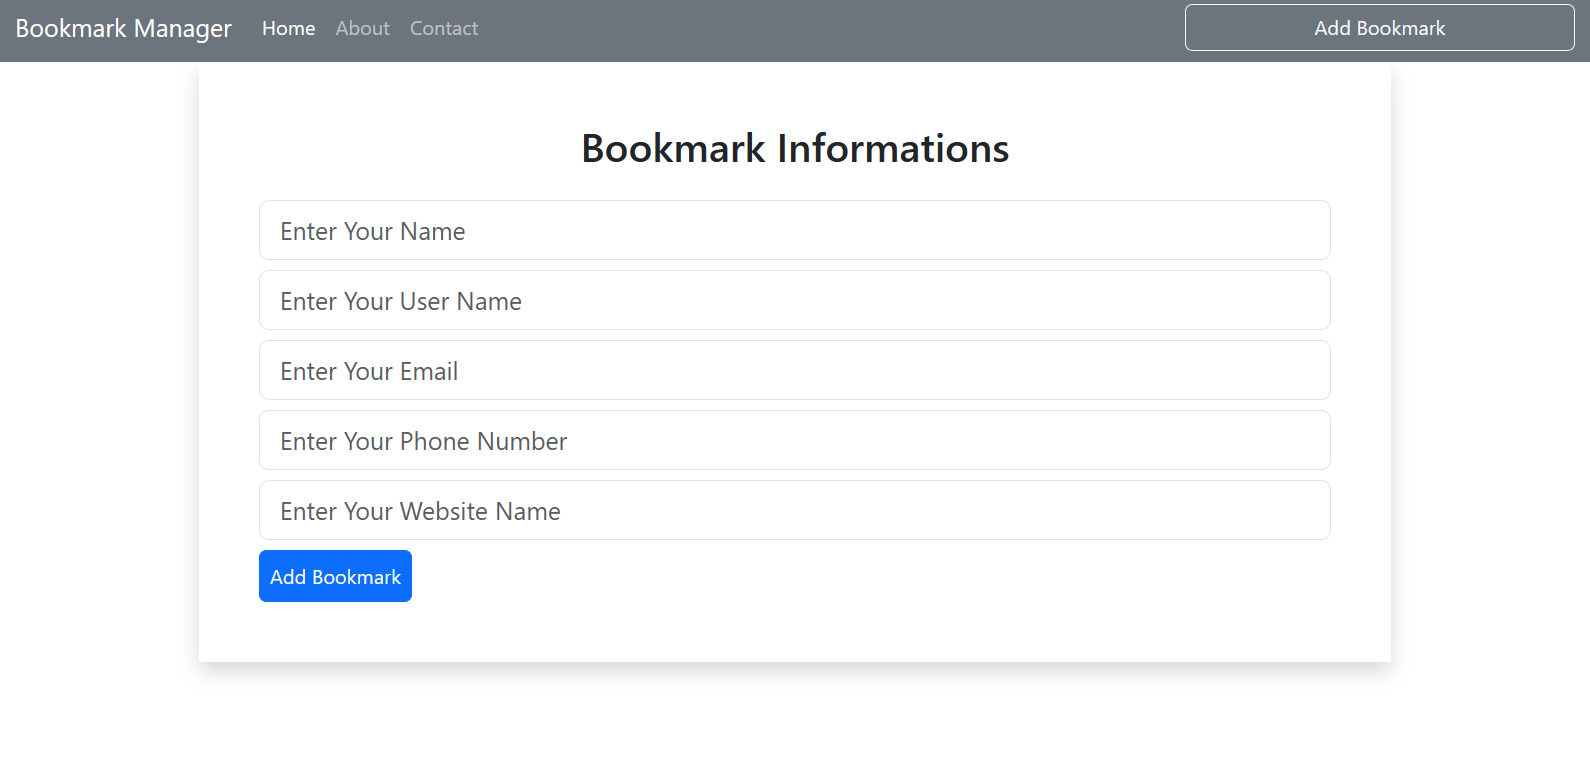 Bookmark Manager Home About Contact Add Bookmark
Bookmark Informations
Enter Your Name
Enter Your User Name
Enter Your Email
Enter Your Phone Number
Enter Your Website Name
Add Bookmark